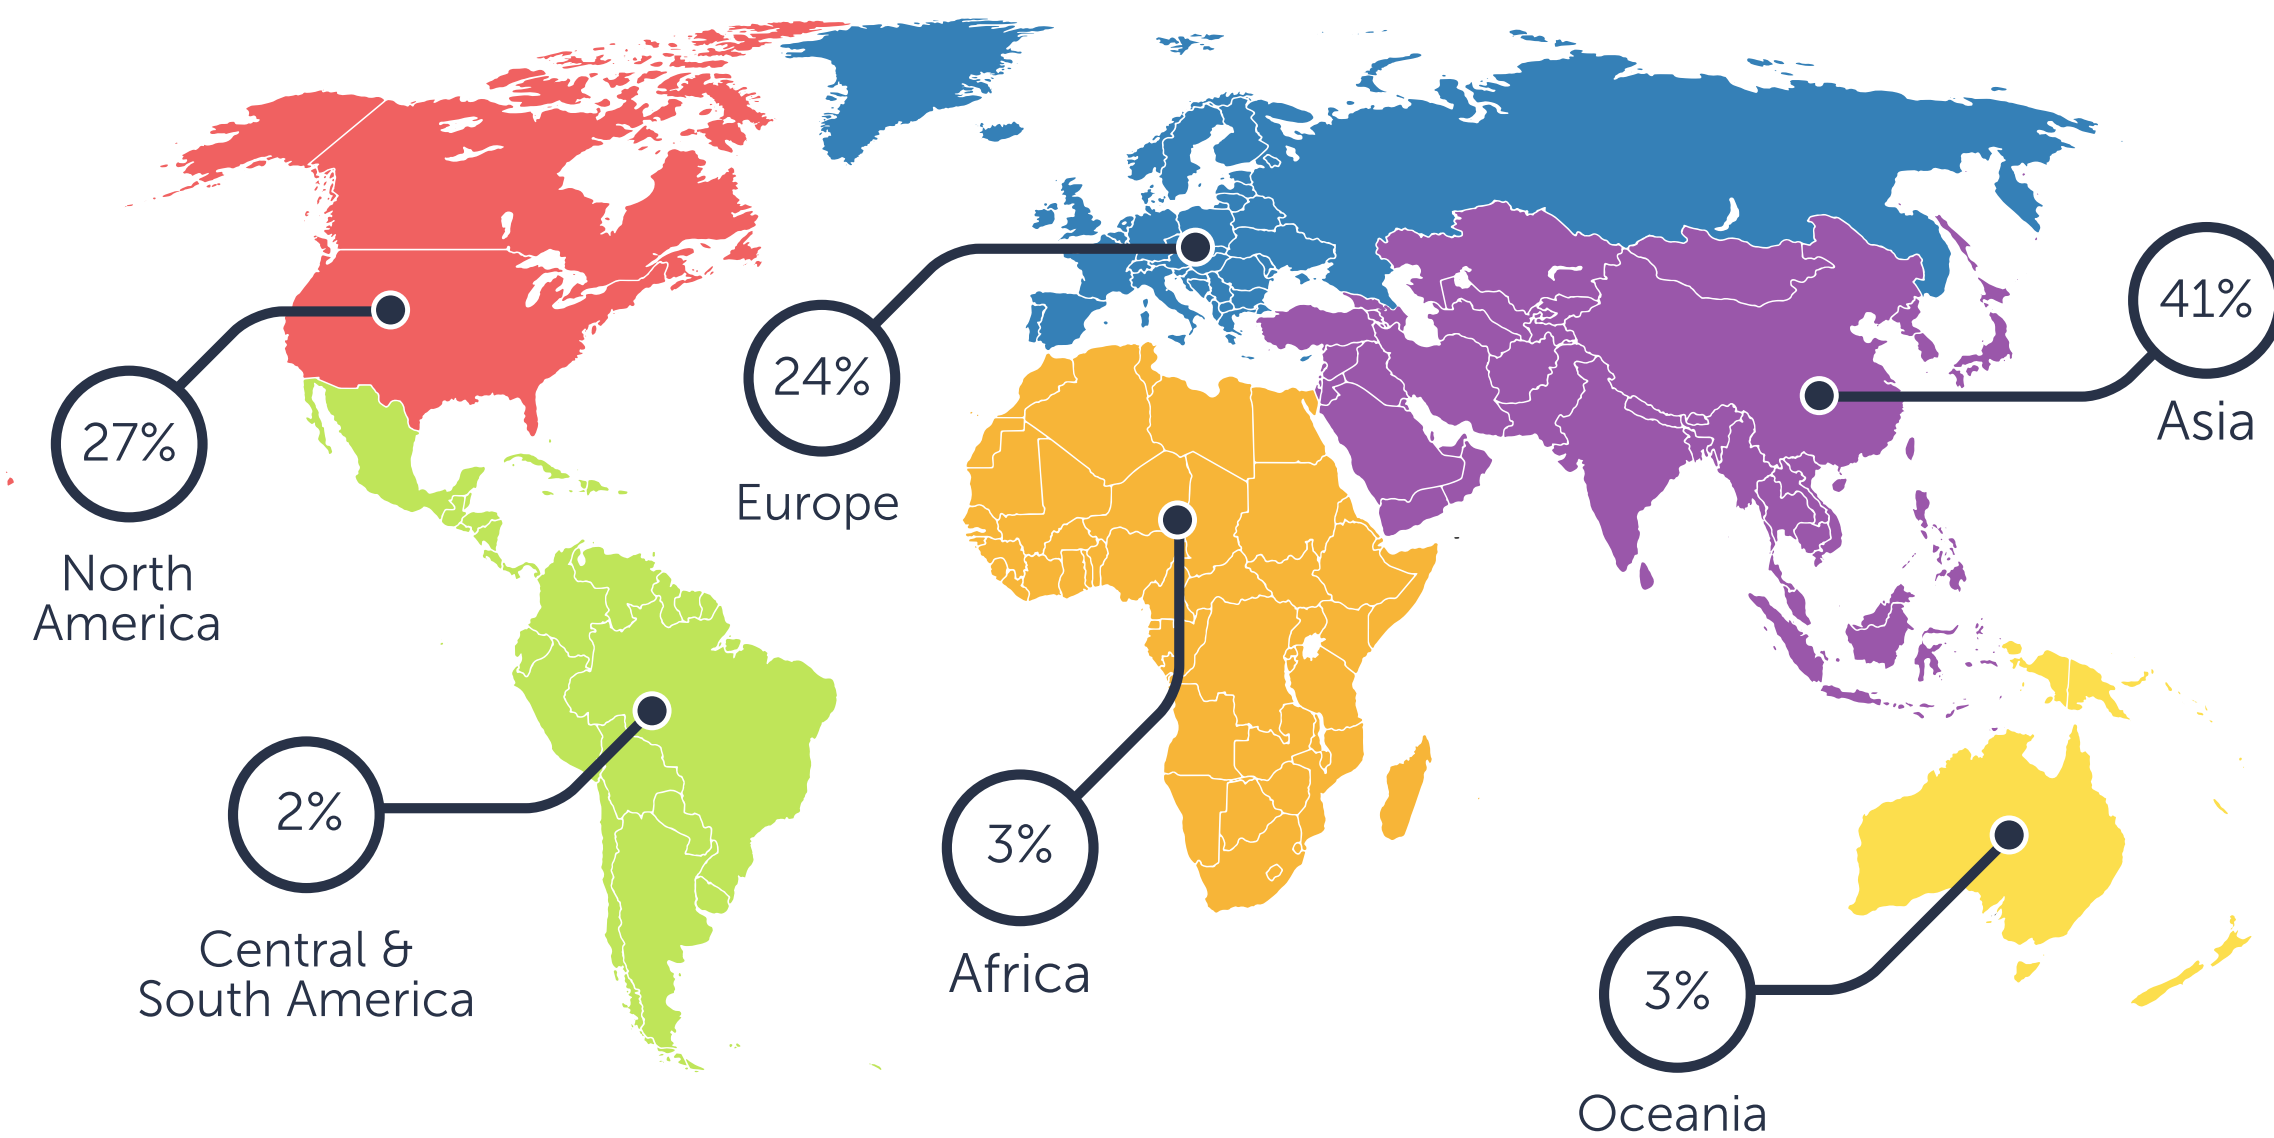 27%
North
America
24%
Europe
41%
Asia
2%
Central &
South America
3%
Africa
3%
Oceania